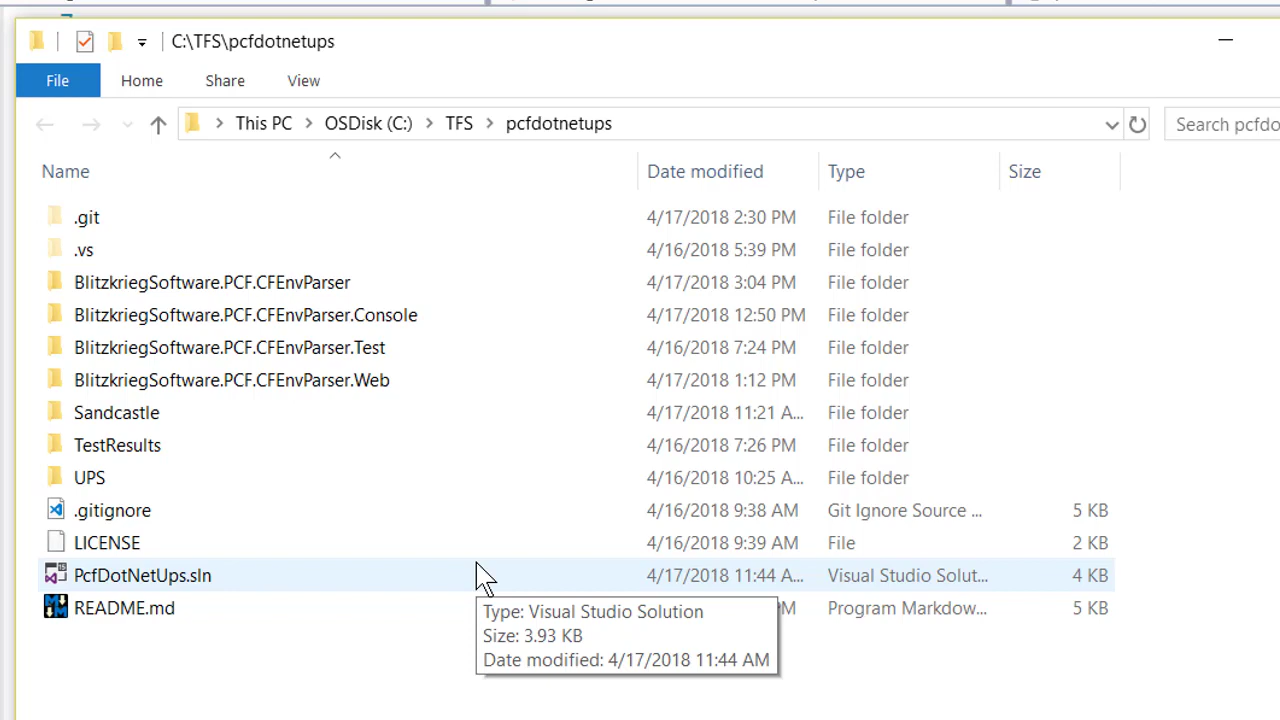 C:\TFS\pcfdotnetups
File Home Share View
This PC OSDisk (C:) TFS pcfdotnetups Search pcfdo
Name Date modified Type Size
.git 4/17/2018 2:30 PM File folder
.vs 4/16/2018 5:39 PM File folder
BlitzkriegSoftware.PCF.CFEnvParser 4/17/2018 3:04 PM File folder
BlitzkriegSoftware.PCF.CFEnvParser.Console 4/17/2018 12:50 PM File folder
BlitzkriegSoftware.PCF.CFEnvParser.Test 4/16/2018 7:24 PM File folder
BlitzkriegSoftware.PCF.CFEnvParser.Web 4/17/2018 1:12 PM File folder
Sandcastle 4/17/2018 11:21 A... File folder
TestResults 4/16/2018 7:26 PM File folder
UPS 4/16/2018 10:25 A... File folder
.gitignore 4/16/2018 9:38 AM Git Ignore Source ... 5 KB
LICENSE 4/16/2018 9:39 AM File 2 KB
PcfDotNetUps.sln 4/17/2018 11:44 A... Visual Studio Solut... 4 KB
README.md PM Program Markdow... 5 KB
Type: Visual Studio Solution
Size: 3.93 KB
Date modified: 4/17/2018 11:44 AM